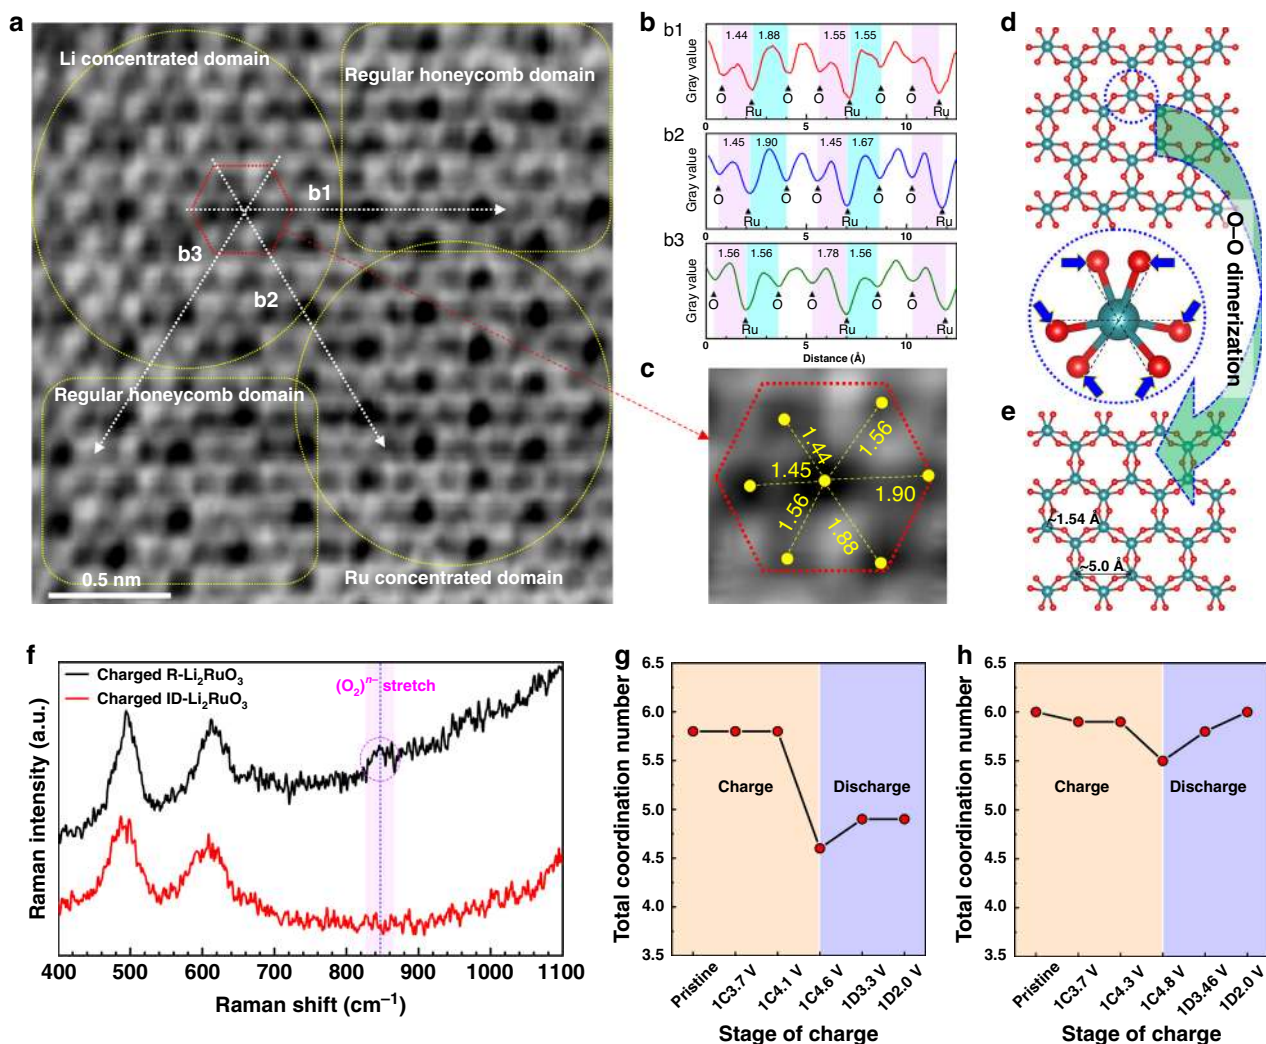 a
Li concentrated domain
Regular honeycomb domain
b1
b3
b2
Regular honeycomb domain
Ru concentrated domain
0.5 nm
b
b1
Gray value
1.44
1.88
1.55
1.55
O
Ru
O
O
Ru
O
O
Ru
0
5
10
b2
Gray value
1.45
1.90
1.45
1.67
O
Ru
O
O
Ru
O
O
Ru
0
5
10
b3
Gray value
1.56
1.56
1.78
1.56
O
Ru
O
O
Ru
O
O
Ru
0
5
10
Distance (Å)
c
1.44
1.56
1.45
1.90
1.56
1.88
d
O–O dimerization
e
~1.54 Å
~5.0 Å
f
Charged R-Li₂RuO₃
Charged ID-Li₂RuO₃
(O₂)ⁿ⁻ stretch
Raman intensity (a.u.)
400 500 600 700 800 900 1000 1100
Raman shift (cm⁻¹)
g
Total coordination number
6.5
6.0
5.5
5.0
4.5
4.0
3.5
Charge
Discharge
Pristine
1C3.7 V
1C4.1 V
1C4.6 V
1D3.3 V
1D2.0 V
Stage of charge
h
Total coordination number
6.5
6.0
5.5
5.0
4.5
4.0
3.5
Charge
Discharge
Pristine
1C3.7 V
1C4.3 V
1C4.8 V
1D3.46 V
1D2.0 V
Stage of charge